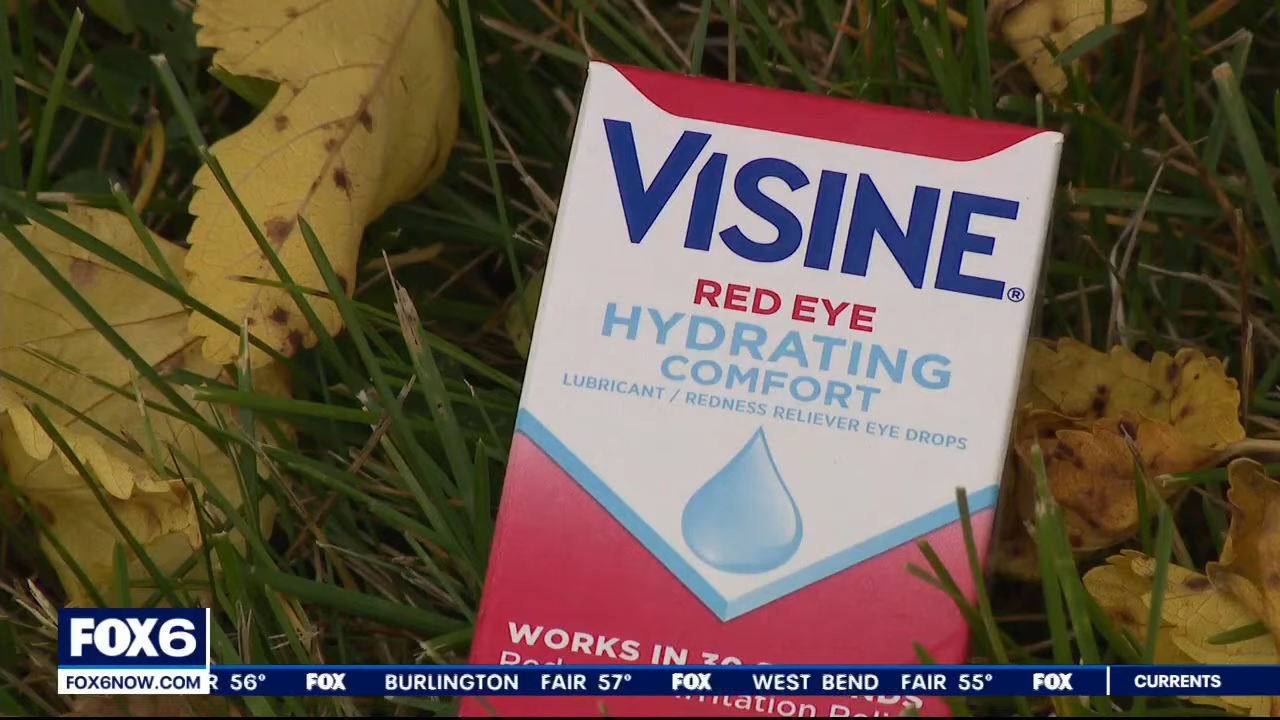 VISINE®
RED EYE
HYDRATING
COMFORT
LUBRICANT / REDNESS RELIEVER EYE DROPS
WORKS IN
FOX6
FOX6NOW.COM
R 56° FOX BURLINGTON FAIR 57° FOX WEST BEND FAIR 55° FOX CURRENTS